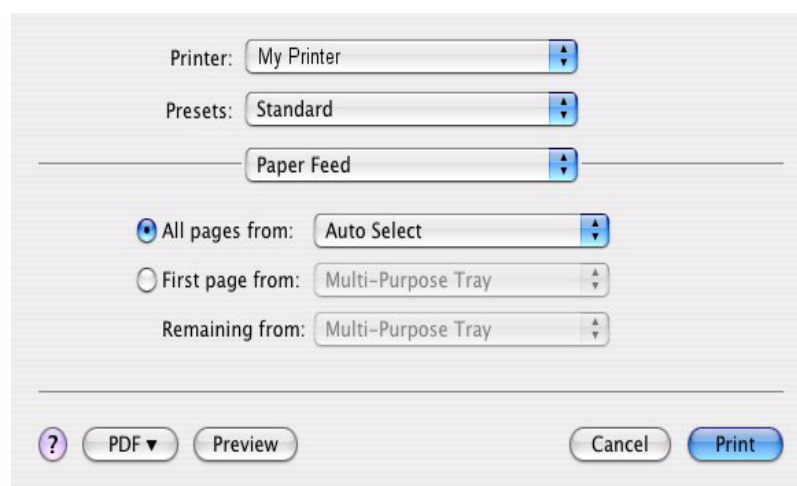 Printer: My Printer
Presets: Standard
Paper Feed
All pages from: Auto Select
First page from: Multi-Purpose Tray
Remaining from: Multi-Purpose Tray
? PDF ▼ Preview Cancel Print